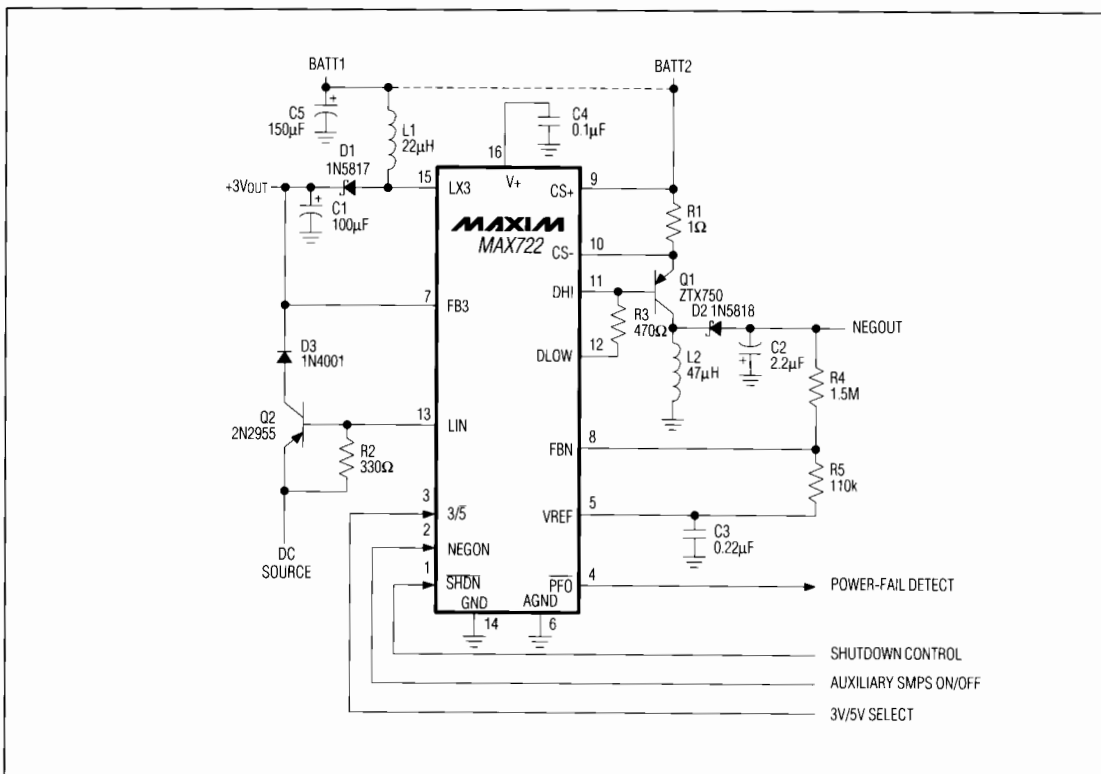 BATT1
BATT2
C5
150µF
+
L1
22µH
C4
0.1µF
D1
1N5817
16
V+
+3VOUT
15
LX3
CS+
9
+
C1
100µF
MAXIM
MAX722
R1
1Ω
CS-
10
DHI
11
Q1
ZTX750
7
FB3
R3
470Ω
D2 1N5818
NEGOUT
DLOW
12
D3
1N4001
L2
47µH
C2
2.2µF
+
R4
1.5M
Q2
2N2955
13
LIN
R2
330Ω
FBN
8
R5
110k
3
3/5
VREF
5
C3
0.22µF
2
NEGON
DC
SOURCE
1
SHDN
PFO
4
POWER-FAIL DETECT
GND
14
AGND
6
SHUTDOWN CONTROL
AUXILIARY SMPS ON/OFF
3V/5V SELECT